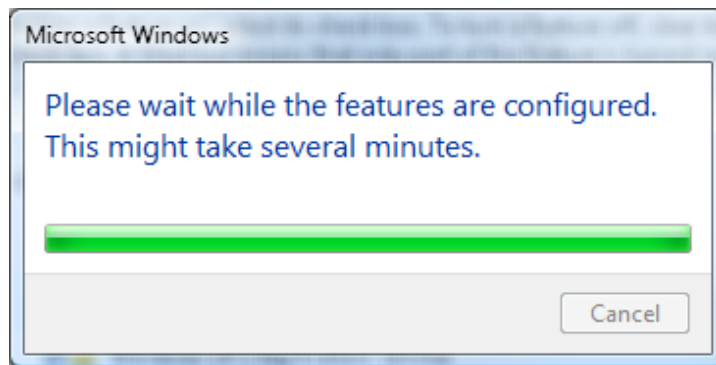 Microsoft Windows
Please wait while the features are configured.
This might take several minutes.
Cancel